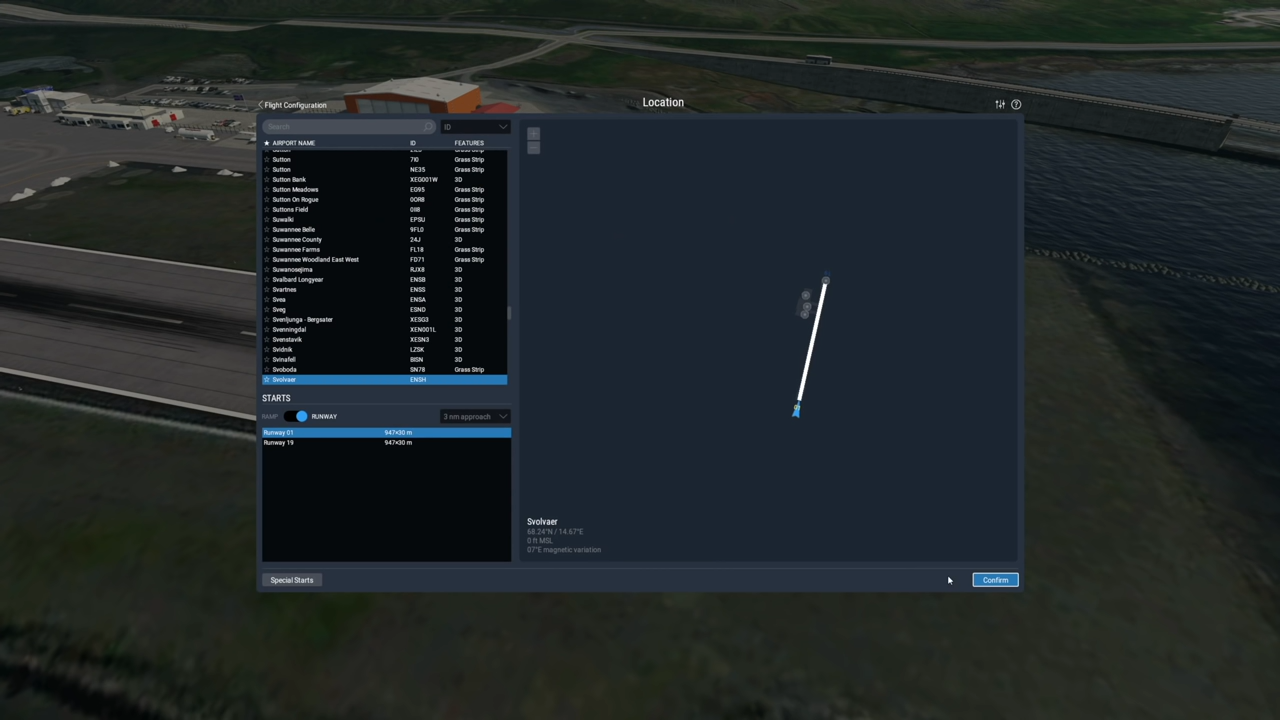 Flight Configuration
Location
Search
ID
AIRPORT NAME ID FEATURES
Sutton 7I0 Grass Strip
Sutton NE35 Grass Strip
Sutton Bank XEG001W 3D
Sutton Meadows EG95 Grass Strip
Sutton On Rogue 0OR8 Grass Strip
Suttons Field 0II8 Grass Strip
Suwalki EPSU Grass Strip
Suwannee Belle 9FL0 Grass Strip
Suwannee County 24J 3D
Suwannee Farms FL18 Grass Strip
Suwannee Woodland East West FD71 Grass Strip
Suwanosejima RJX8 3D
Svalbard Longyear ENSB 3D
Svartnes ENSS 3D
Svea ENSA 3D
Sveg ESND 3D
Svenljunga - Bergsater XESG3 3D
Svenningdal XEN001L 3D
Svenstavik XESN3 3D
Svidnik LZSK 3D
Svinafell BISN 3D
Svoboda SN78 Grass Strip
Svolvaer ENSH
STARTS
RAMP RUNWAY 3 nm approach
Runway 01 947×30 m
Runway 19 947×30 m
Svolvaer
68.24°N / 14.67°E
0 ft MSL
07°E magnetic variation
Special Starts
Confirm